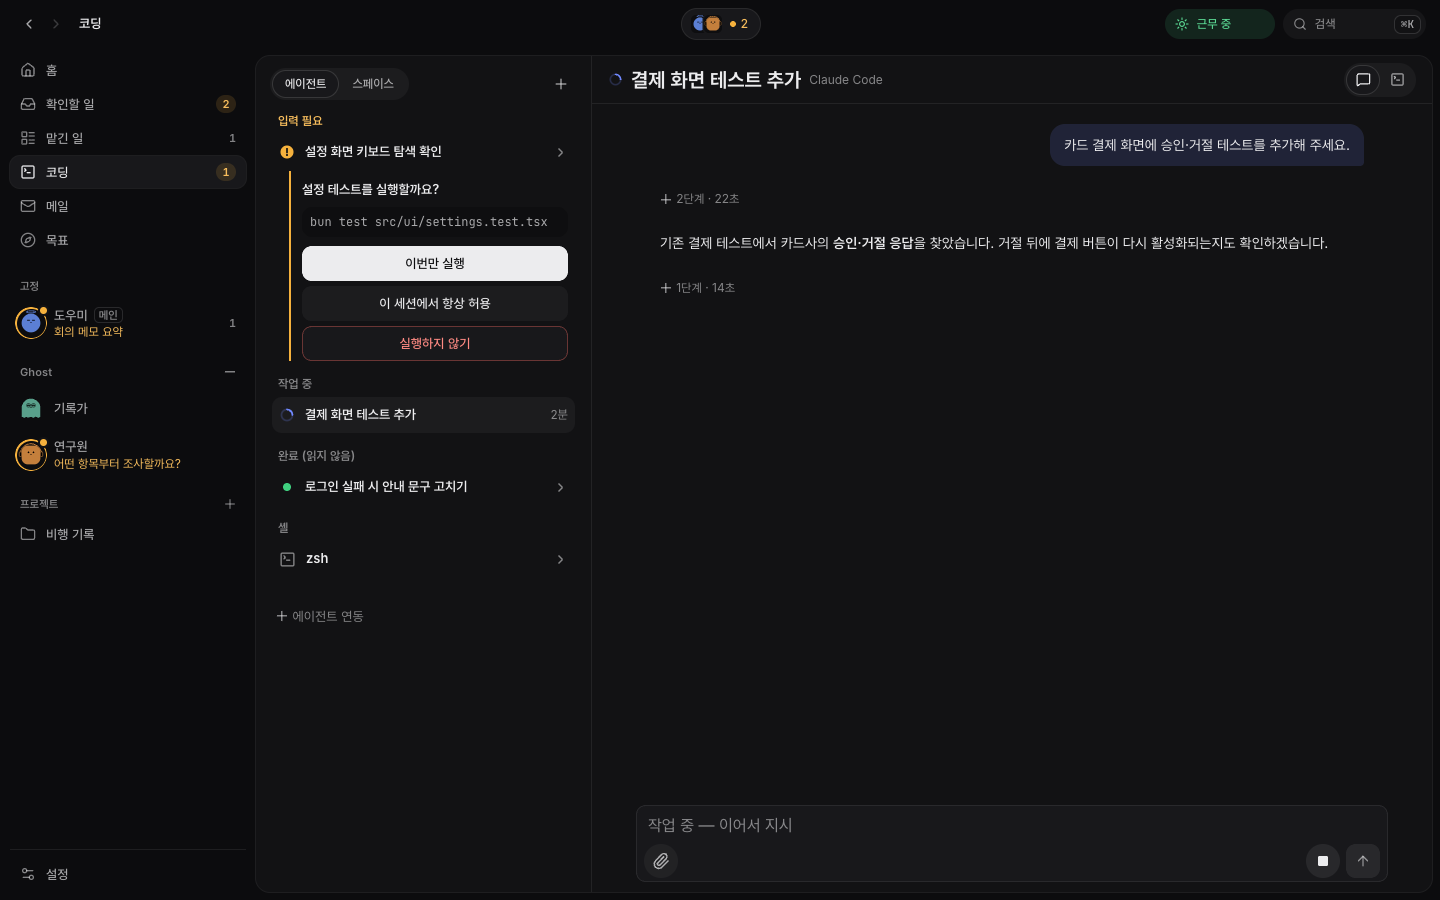 코딩
2
근무 중
검색
⌘K
홈
확인할 일
2
맡긴 일
1
코딩
1
메일
목표
고정
도우미
메인
회의 메모 요약
1
Ghost
기록가
연구원
어떤 항목부터 조사할까요?
프로젝트
비행 기록
설정
에이전트
스페이스
입력 필요
설정 화면 키보드 탐색 확인
설정 테스트를 실행할까요?
bun test src/ui/settings.test.tsx
이번만 실행
이 세션에서 항상 허용
실행하지 않기
작업 중
결제 화면 테스트 추가
2분
완료 (읽지 않음)
로그인 실패 시 안내 문구 고치기
셸
zsh
에이전트 연동
결제 화면 테스트 추가 Claude Code
카드 결제 화면에 승인·거절 테스트를 추가해 주세요.
2단계 · 22초
기존 결제 테스트에서 카드사의 승인·거절 응답을 찾았습니다. 거절 뒤에 결제 버튼이 다시 활성화되는지도 확인하겠습니다.
1단계 · 14초
작업 중 — 이어서 지시